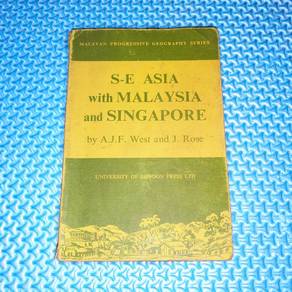 MALAYAN PROGRESSIVE GEOGRAPHY SERIES
S-E ASIA
with MALAYSIA
and SINGAPORE
by A.J.F. West and J. Rose
UNIVERSITY OF LONDON PRESS LTD